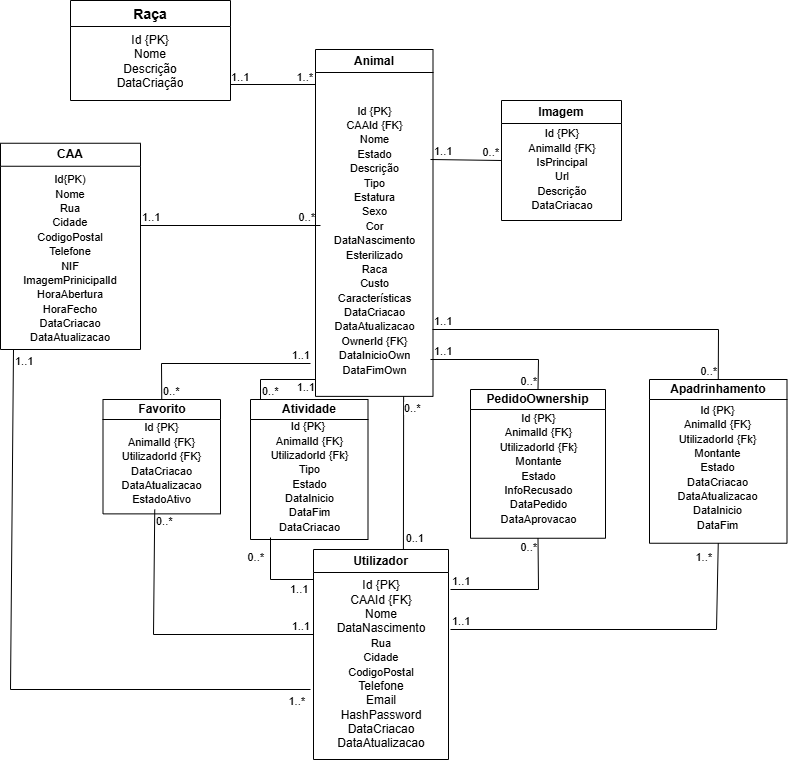 Raça
Id {PK}
Nome
Descrição
DataCriação
1..1
1..*
Animal
Id {PK}
CAAId {FK}
Nome
Estado
Descrição
Tipo
Estatura
Sexo
Cor
DataNascimento
Esterilizado
Raca
Custo
Características
DataCriacao
DataAtualizacao
OwnerId {FK}
DataInicioOwn
DataFimOwn
1..1
0..*
Imagem
Id {PK}
AnimalId {FK}
IsPrincipal
Url
Descrição
DataCriacao
CAA
Id{PK)
Nome
Rua
Cidade
CodigoPostal
Telefone
NIF
ImagemPrinicipalId
HoraAbertura
HoraFecho
DataCriacao
DataAtualizacao
1..1
0..*
1..1
1..1
0..*
1..1
0..*
1..1
0..*
1..1
0..*
0..*
Favorito
Id {PK}
AnimalId {FK}
UtilizadorId {FK}
DataCriacao
DataAtualizacao
EstadoAtivo
0..*
Atividade
Id {PK}
AnimalId {FK}
UtilizadorId {Fk}
Tipo
Estado
DataInicio
DataFim
DataCriacao
0..*
PedidoOwnership
Id {PK}
AnimalId {FK}
UtilizadorId {Fk}
Montante
Estado
InfoRecusado
DataPedido
DataAprovacao
0..*
Apadrinhamento
Id {PK}
AnimalId {FK}
UtilizadorId {Fk}
Montante
Estado
DataCriacao
DataAtualizacao
DataInicio
DataFim
1..*
0..1
1..1
1..1
1..1
1..1
1..*
Utilizador
Id {PK}
CAAId {FK}
Nome
DataNascimento
Rua
Cidade
CodigoPostal
Telefone
Email
HashPassword
DataCriacao
DataAtualizacao